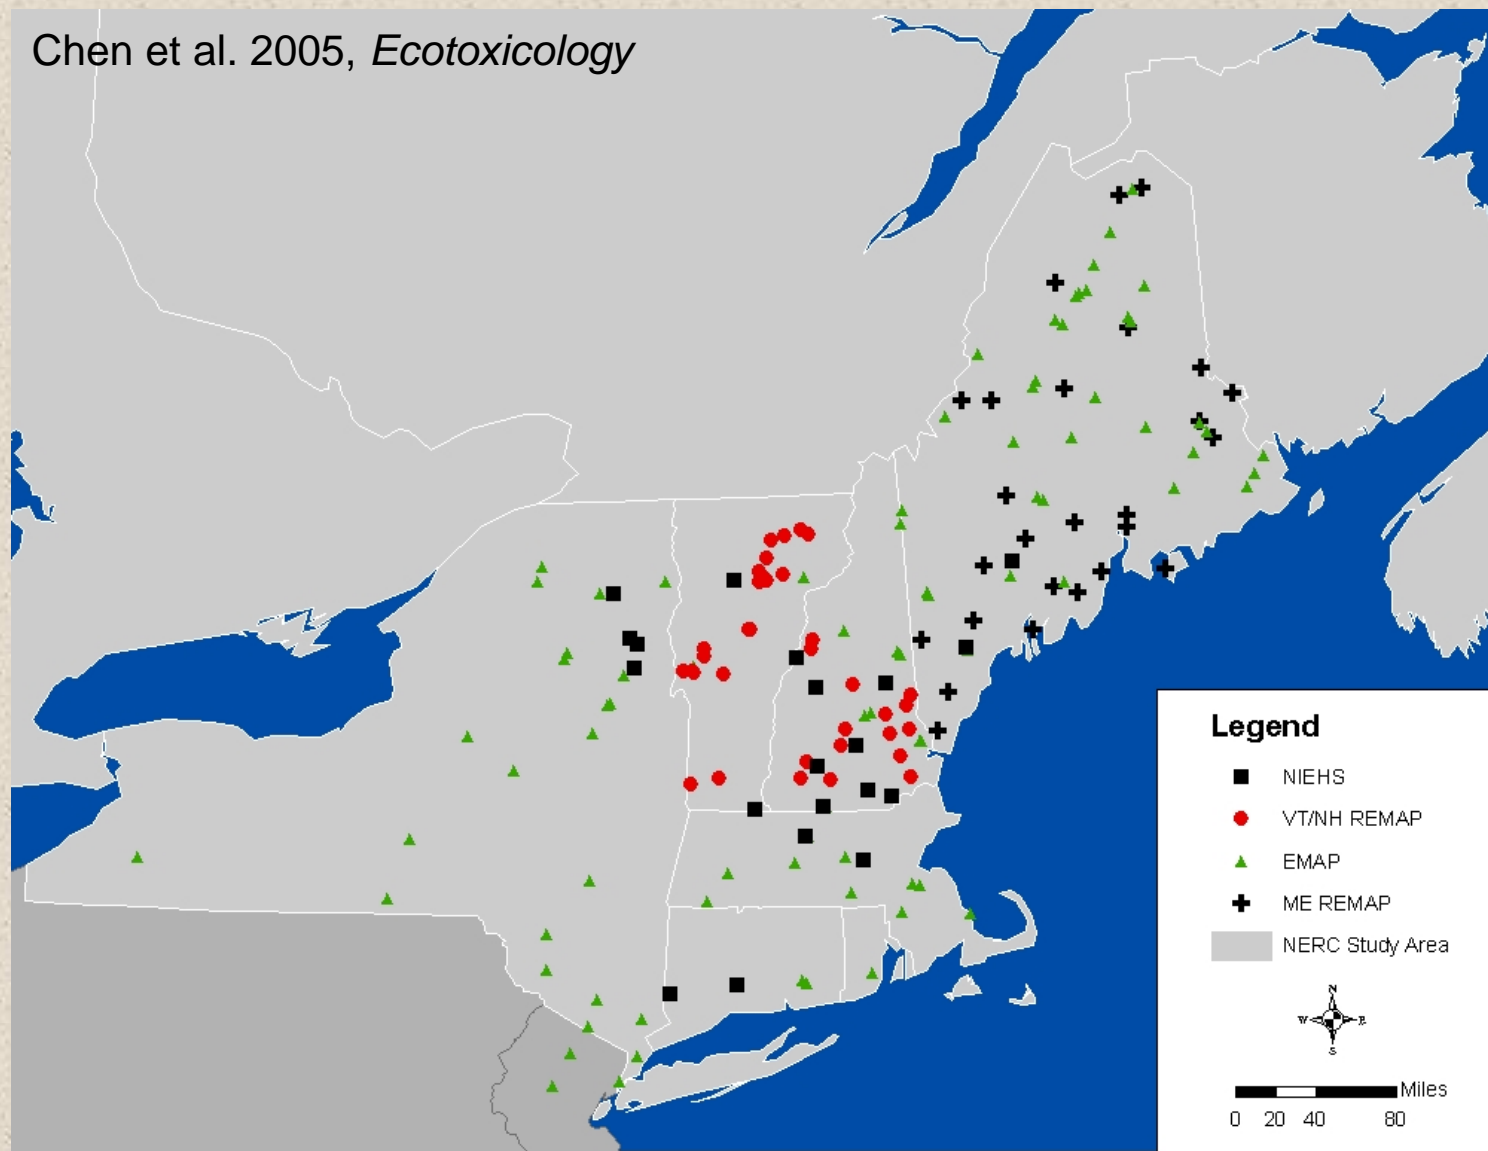 Chen et al. 2005, Ecotoxicology
Legend
NIEHS
VT/NH REMAP
EMAP
ME REMAP
NERC Study Area
N
W E
S
Miles
0 20 40 80